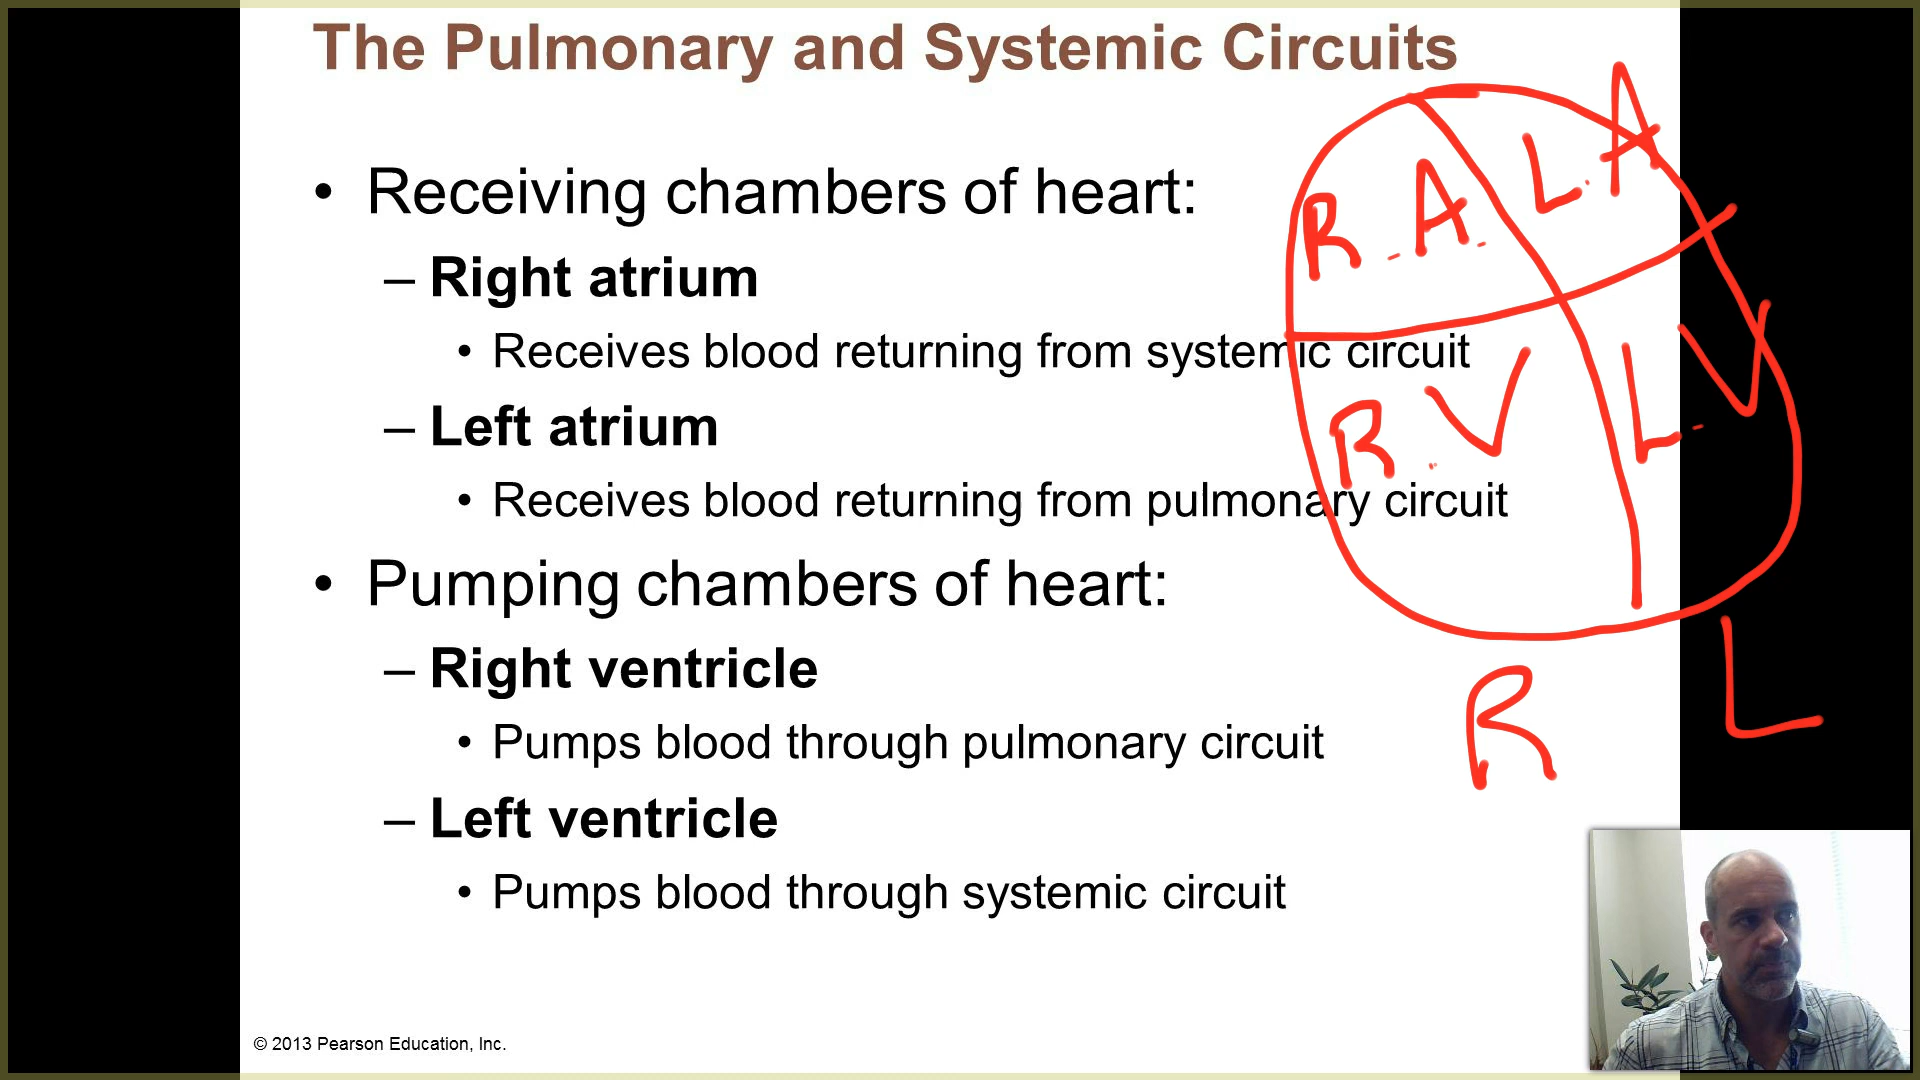 The Pulmonary and Systemic Circuits
• Receiving chambers of heart:
– Right atrium
• Receives blood returning from systemic circuit
– Left atrium
• Receives blood returning from pulmonary circuit
• Pumping chambers of heart:
– Right ventricle
• Pumps blood through pulmonary circuit
– Left ventricle
• Pumps blood through systemic circuit
R.A. L.A
R.V L.V
R L
© 2013 Pearson Education, Inc.